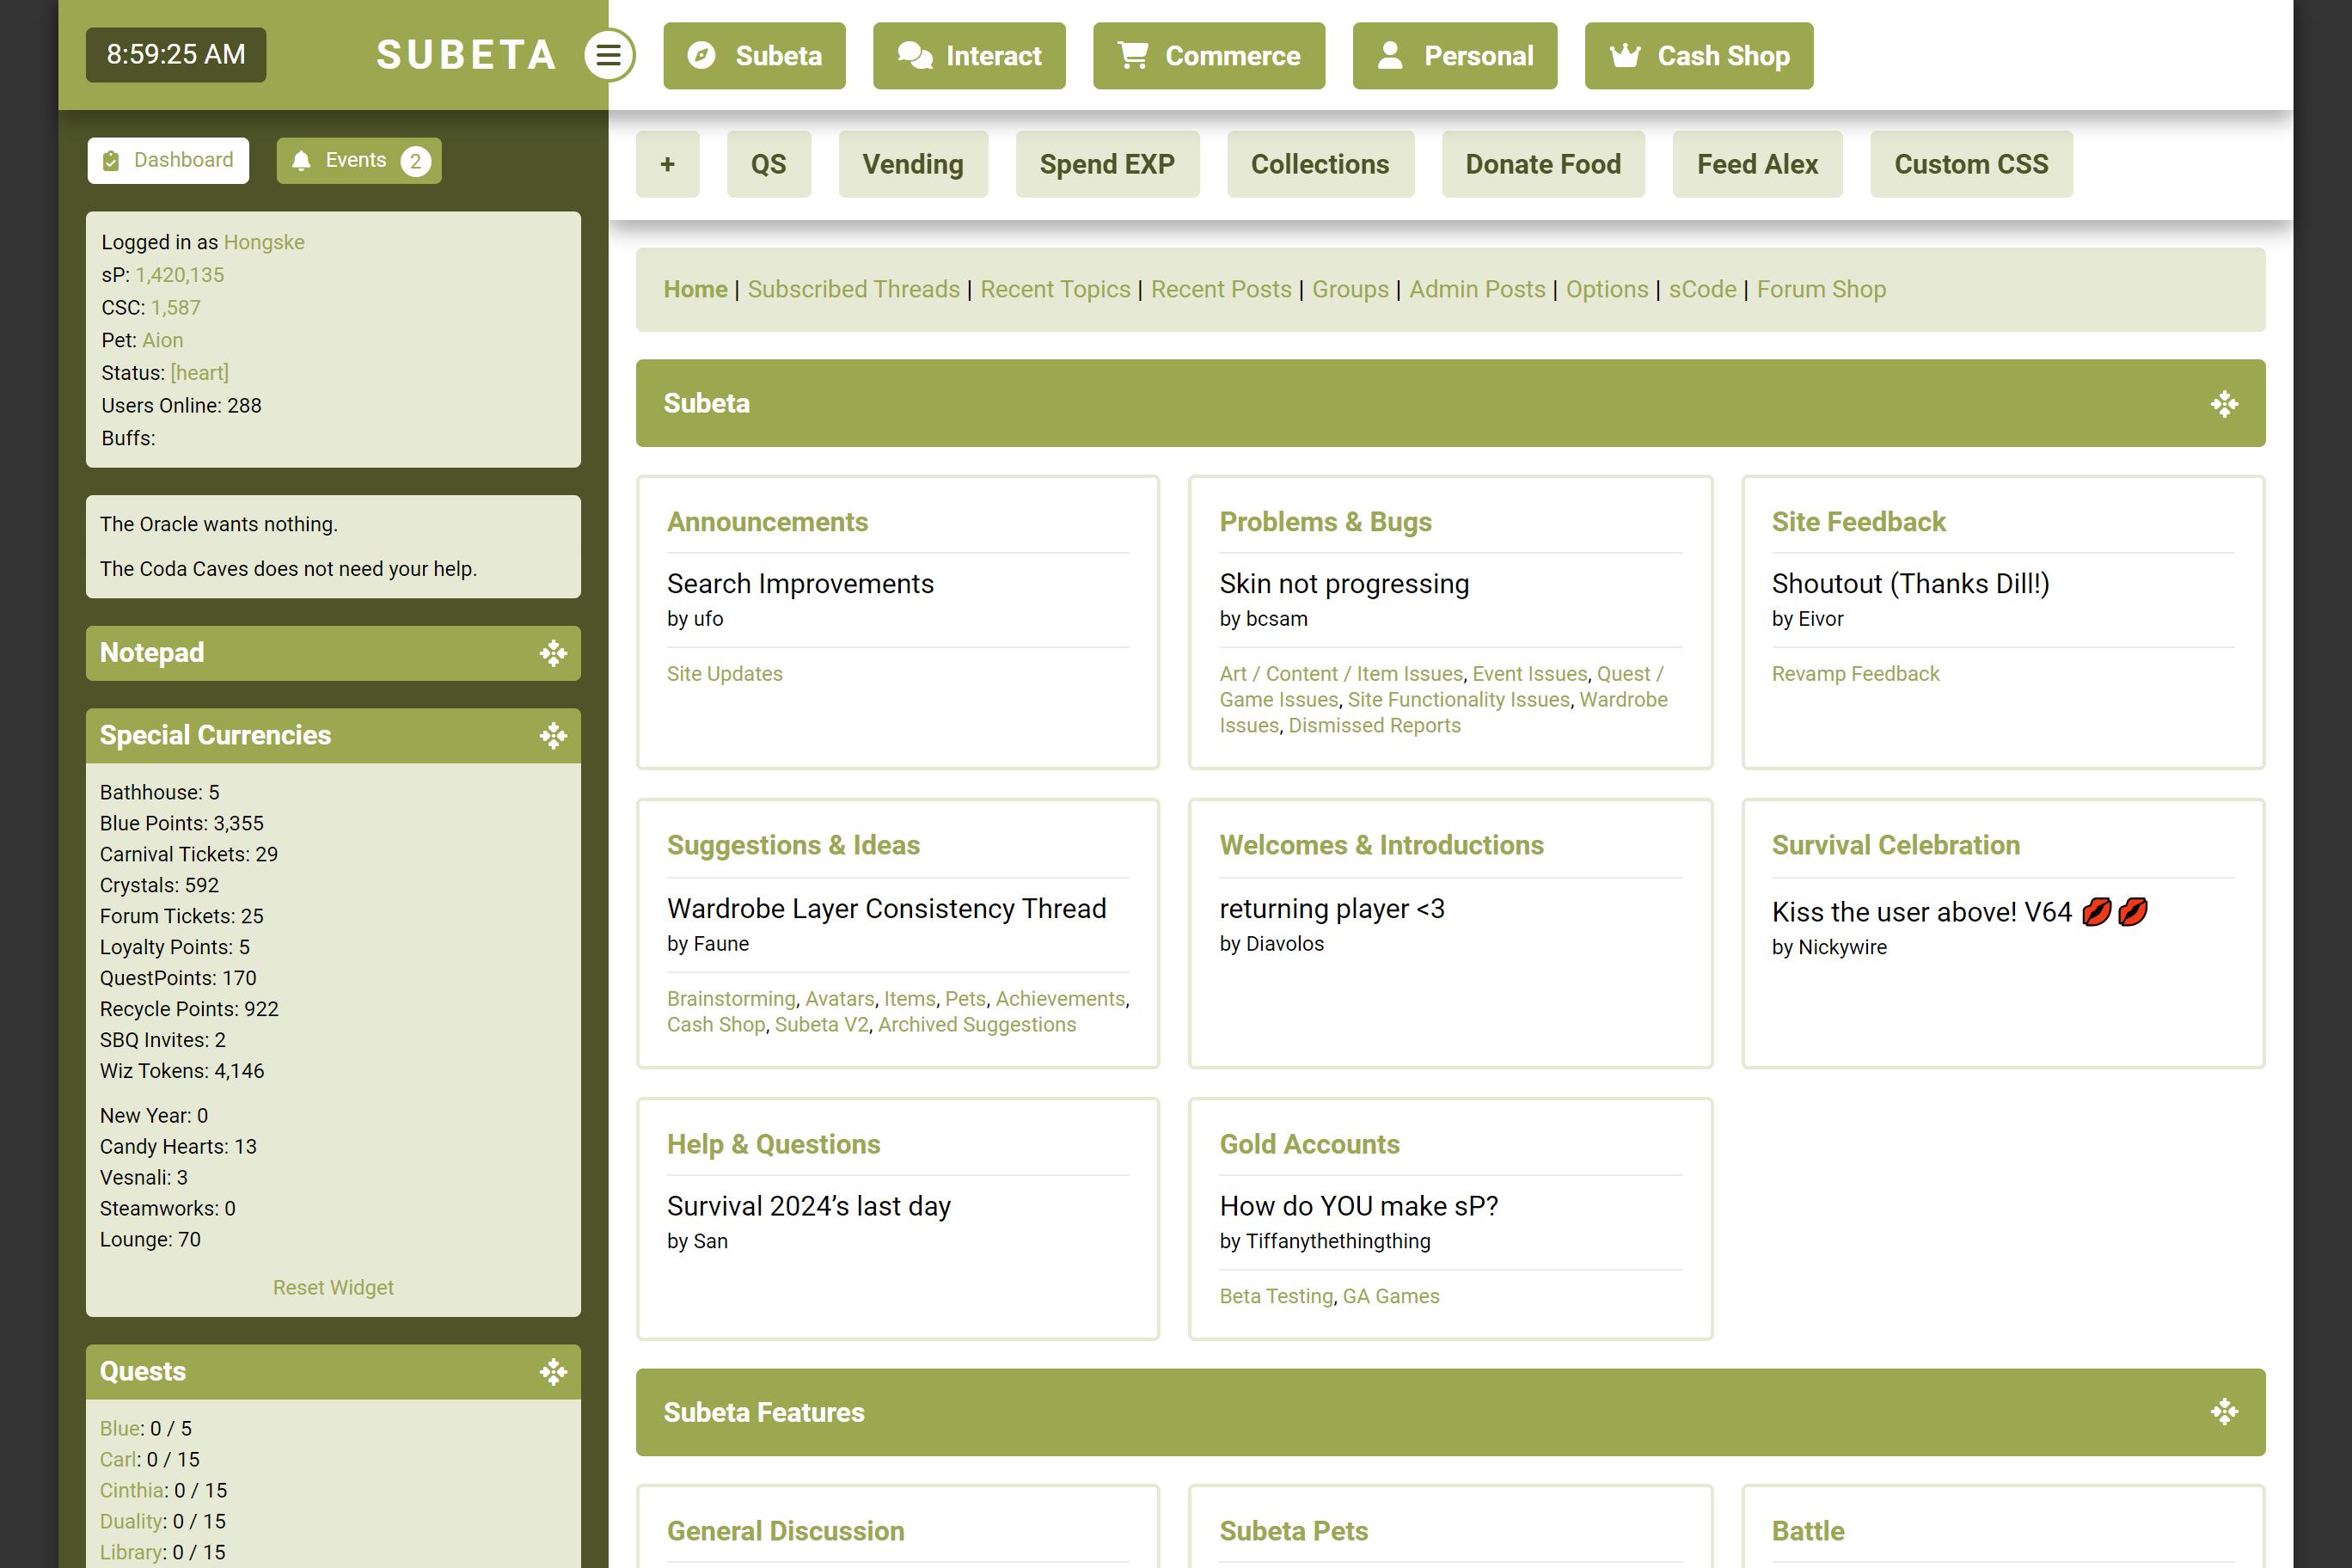 8:59:25 AM
SUBETA
Subeta
Interact
Commerce
Personal
Cash Shop
Dashboard
Events 2
+
QS
Vending
Spend EXP
Collections
Donate Food
Feed Alex
Custom CSS
Logged in as Hongske
sP: 1,420,135
CSC: 1,587
Pet: Aion
Status: [heart]
Users Online: 288
Buffs:
The Oracle wants nothing.
The Coda Caves does not need your help.
Notepad
Special Currencies
Bathhouse: 5
Blue Points: 3,355
Carnival Tickets: 29
Crystals: 592
Forum Tickets: 25
Loyalty Points: 5
QuestPoints: 170
Recycle Points: 922
SBQ Invites: 2
Wiz Tokens: 4,146
New Year: 0
Candy Hearts: 13
Vesnali: 3
Steamworks: 0
Lounge: 70
Reset Widget
Quests
Blue: 0 / 5
Carl: 0 / 15
Cinthia: 0 / 15
Duality: 0 / 15
Library: 0 / 15
Home | Subscribed Threads | Recent Topics | Recent Posts | Groups | Admin Posts | Options | sCode | Forum Shop
Subeta
Announcements
Search Improvements
by ufo
Site Updates
Problems & Bugs
Skin not progressing
by bcsam
Art / Content / Item Issues, Event Issues, Quest /
Game Issues, Site Functionality Issues, Wardrobe
Issues, Dismissed Reports
Site Feedback
Shoutout (Thanks Dill!)
by Eivor
Revamp Feedback
Suggestions & Ideas
Wardrobe Layer Consistency Thread
by Faune
Brainstorming, Avatars, Items, Pets, Achievements,
Cash Shop, Subeta V2, Archived Suggestions
Welcomes & Introductions
returning player <3
by Diavolos
Survival Celebration
Kiss the user above! V64 💋💋
by Nickywire
Help & Questions
Survival 2024’s last day
by San
Gold Accounts
How do YOU make sP?
by Tiffanythethingthing
Beta Testing, GA Games
Subeta Features
General Discussion
Subeta Pets
Battle